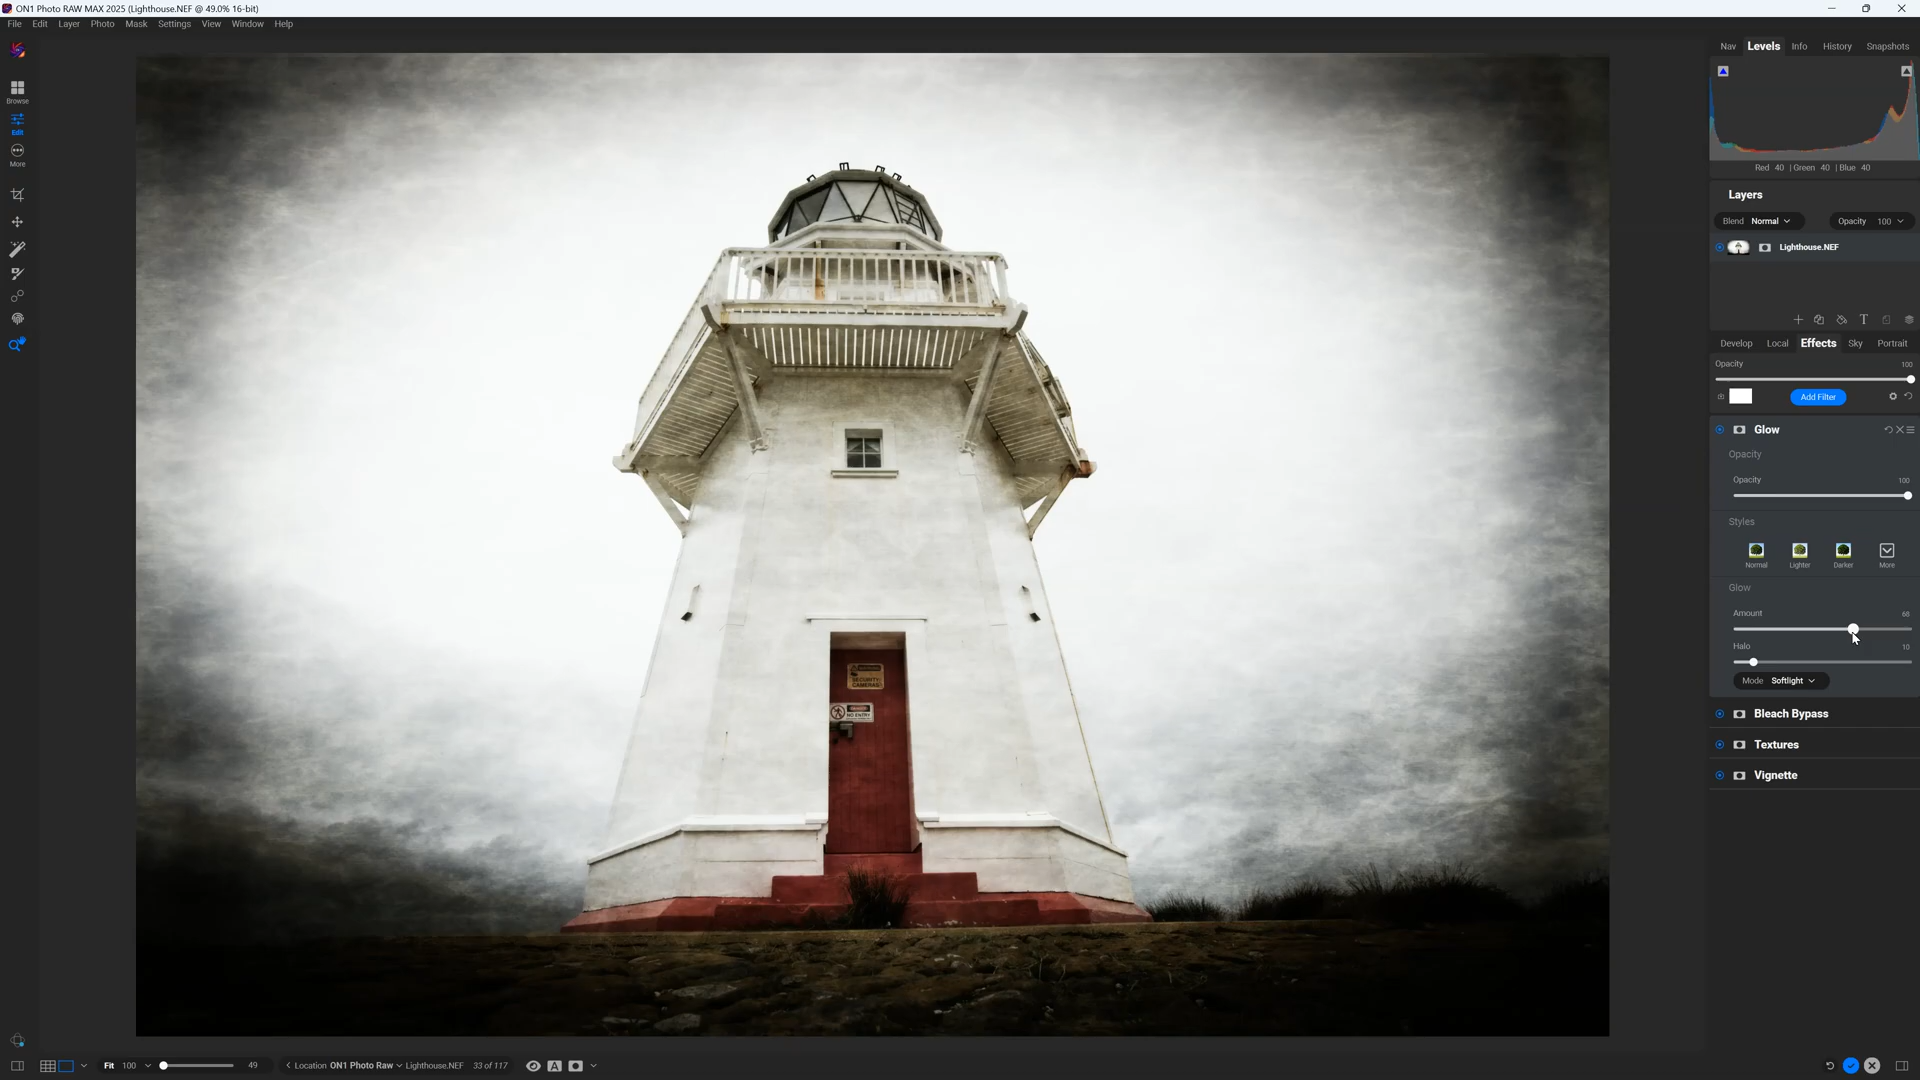 ON1 Photo RAW MAX 2025 (Lighthouse.NEF @ 49.0% 16-bit)
File Edit Layer Photo Mask Settings View Window Help
Nav Levels Info History Snapshots
Browse
Edit
More
Red 40 | Green 40 | Blue 40
Layers
Blend Normal Opacity 100
Lighthouse.NEF
T
Develop Local Effects Sky Portrait
Opacity 100
Add Filter
Glow
Opacity
Opacity 100
Styles
Normal Lighter Darker More
Glow
Amount 68
Halo 10
Mode Softlight
Bleach Bypass
Textures
Vignette
SECURITY
CAMERAS
NO ENTRY
Fit 100 49 Location ON1 Photo Raw Lighthouse.NEF 33 of 117 A